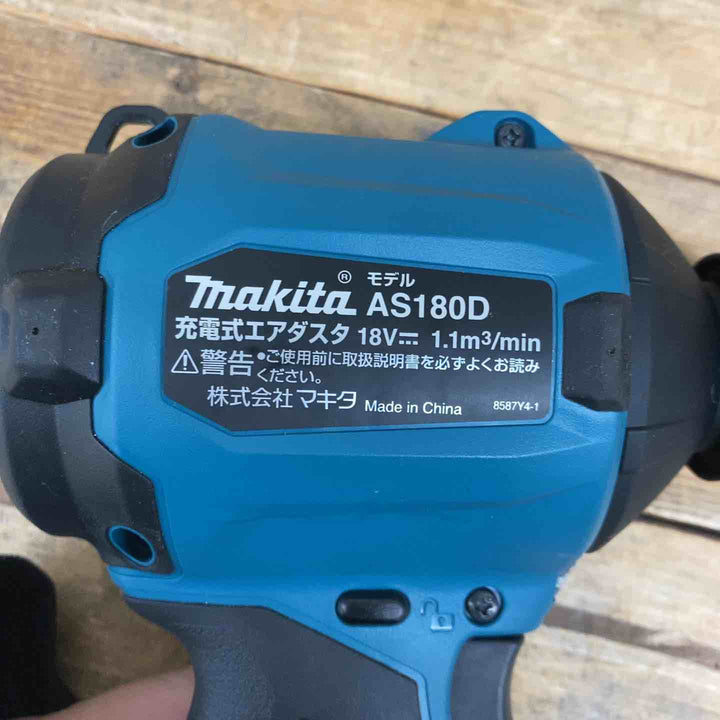 makita® モデル AS180D
充電式エアダスタ 18V⎓ 1.1m³/min
⚠警告 •ご使用前に取扱説明書を必ずよくお読み
ください。
株式会社マキタ Made in China 8587Y4-1